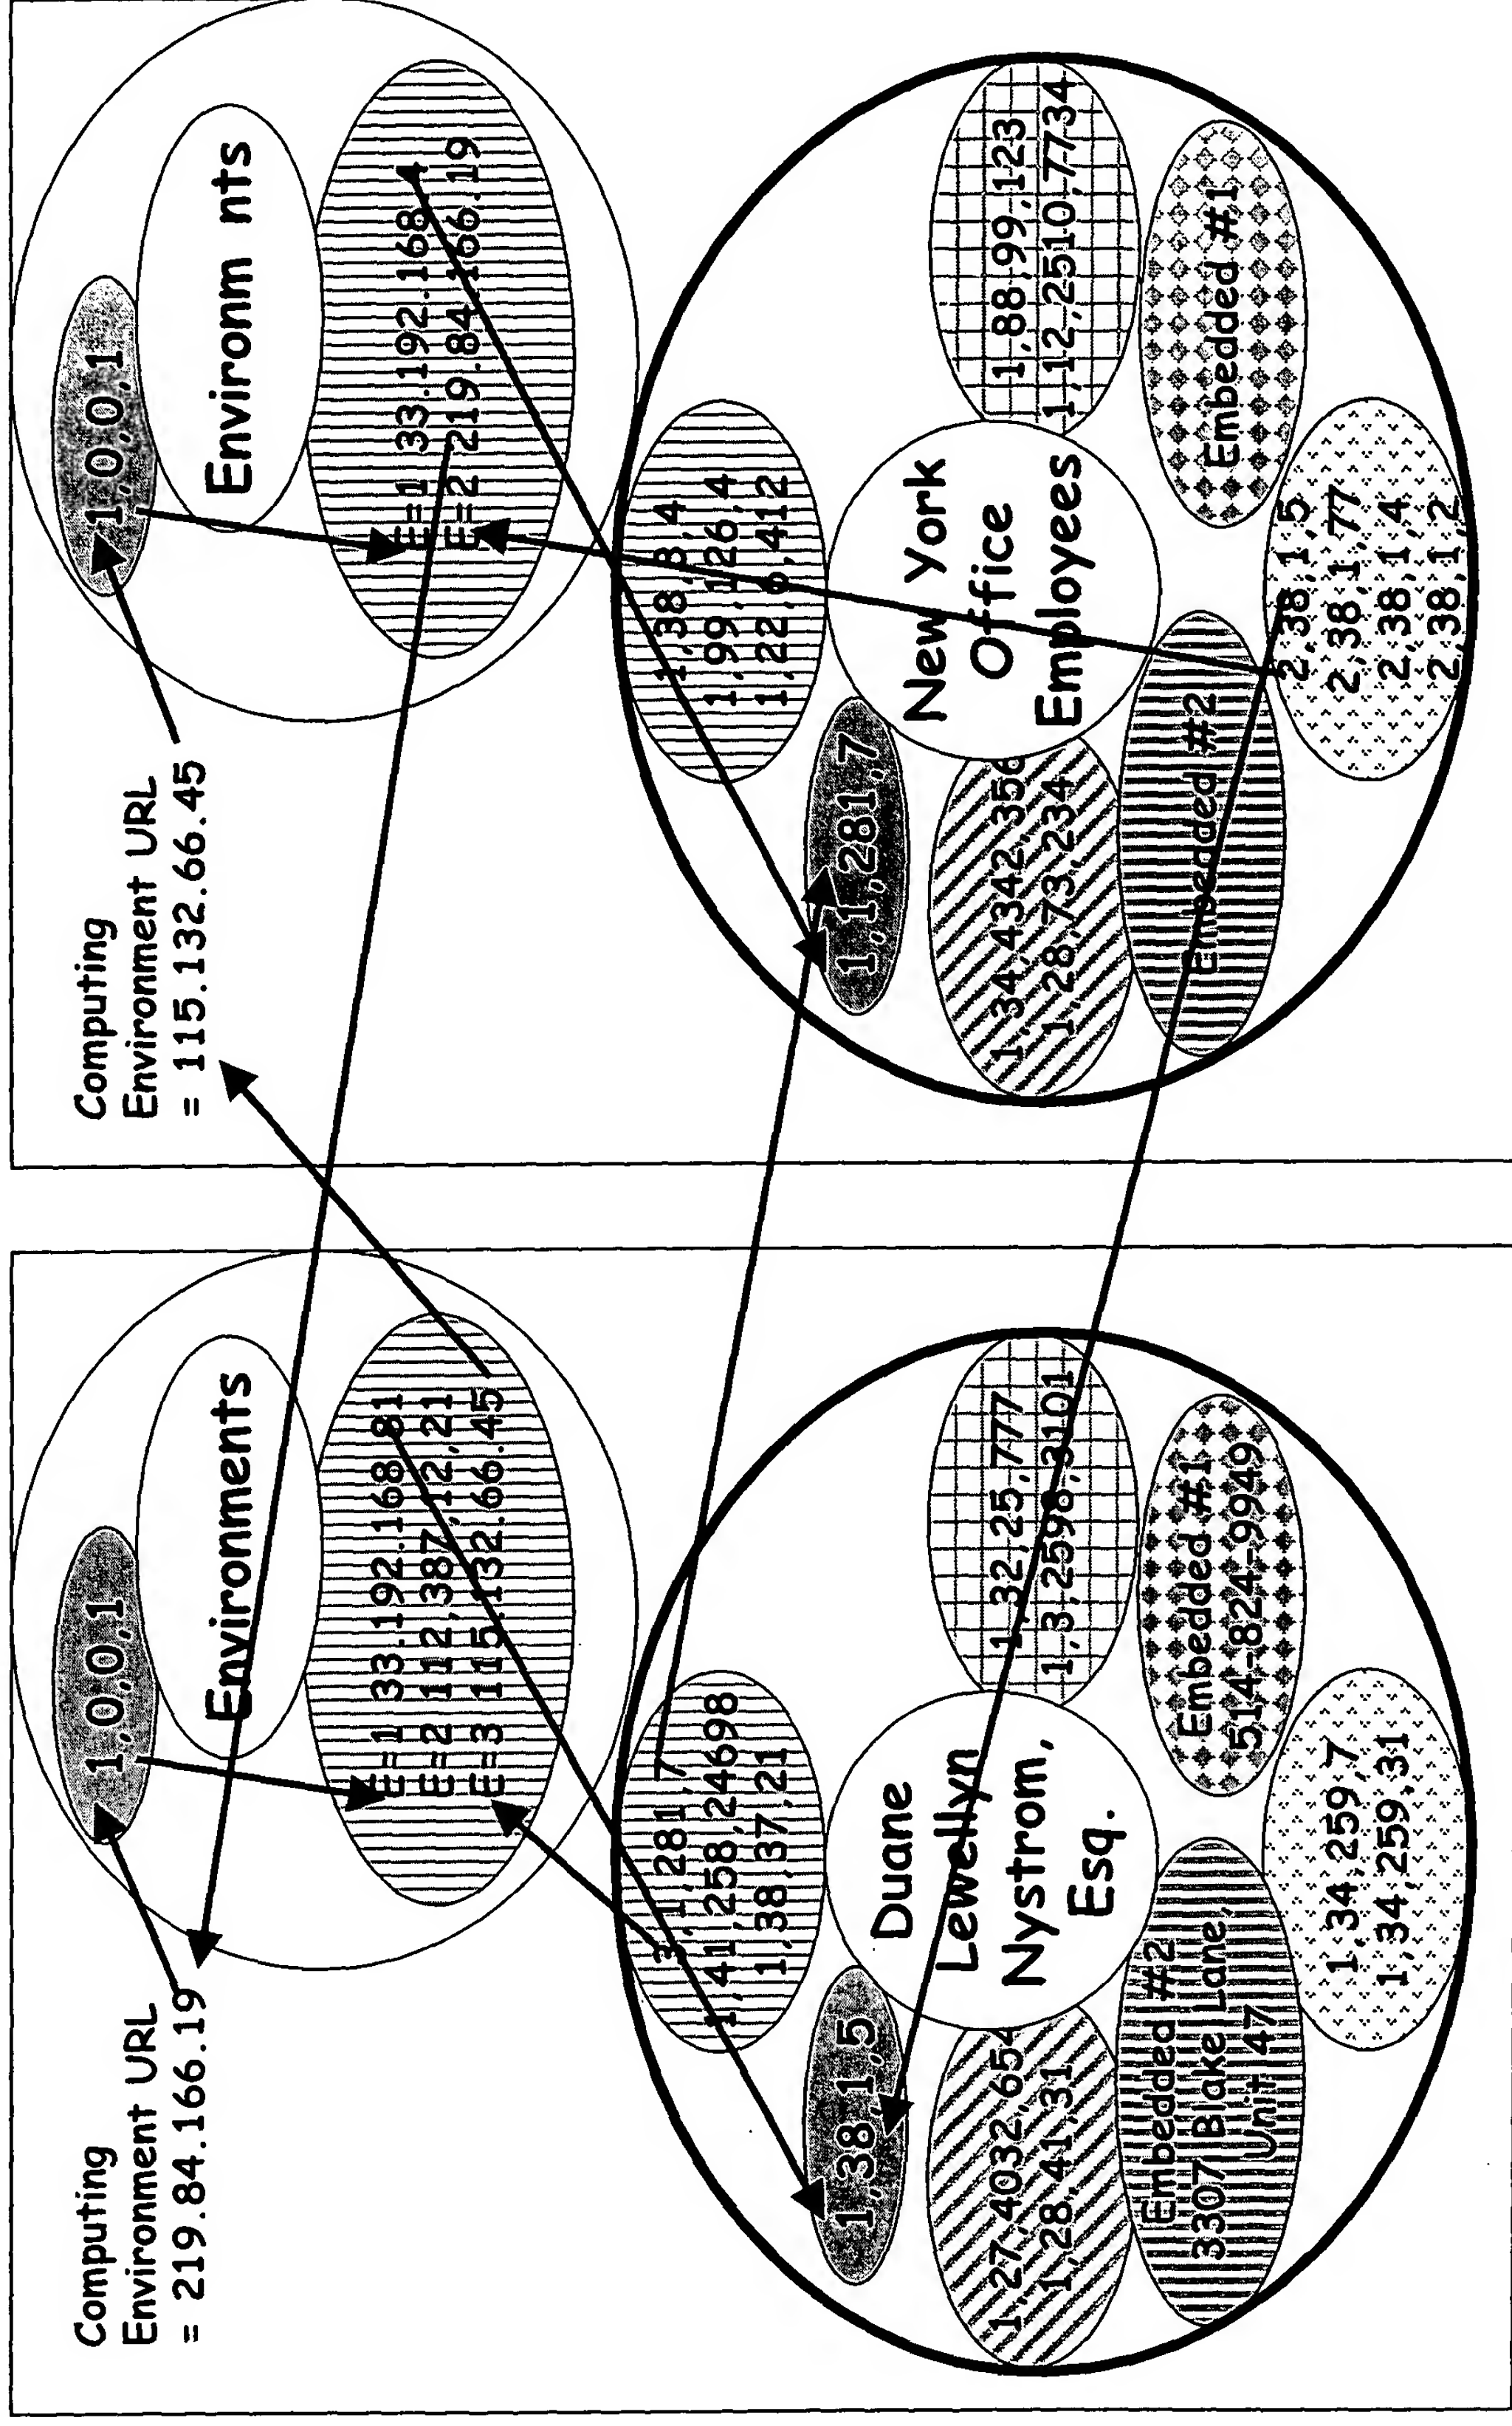 Computing
Environment URL
= 219.84.166.19
1,0,0,1
Environments
E=1 33.192.168 81
E=2 112,387,12,21
E=3 115.132.66.45
3,1,281,7
1,41,258,24698
1,38,37,21
1,38,1,5
Duane
Lewellyn
Nystrom,
Esq.
1,27,4032,654
1,28,41,31
1,32,25,777
1,3,2598,3101
Embedded #2
3307 Blake Lane,
Unit 47
Embedded #1
514-824-9949
1,34,259,7
1,34,259,31
Computing
Environment URL
= 115.132.66.45
1,0,0,1
Environm nts
E=1 33.192.168 4
E=2 219.84.166.19
1,38,3,4
1,99,126,4
1,22,6,412
1,1,281,7
New York
Office
Employees
1,34,4342,356
1,28,73,234
1,88,99,123
1,12,2510,7734
Embedded #2
Embedded #1
2,38,1,5
2,38,1,77
2,38,1,4
2,38,1,2